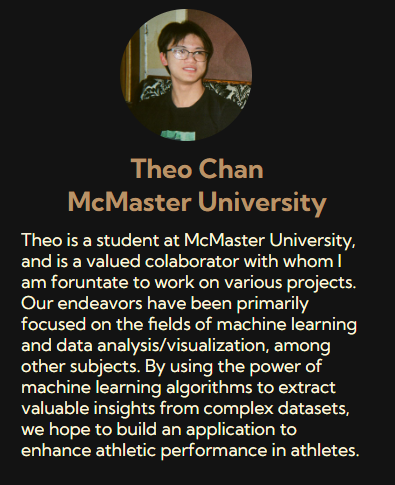 Theo Chan
McMaster University
Theo is a student at McMaster University,
and is a valued colaborator with whom I
am foruntate to work on various projects.
Our endeavors have been primarily
focused on the fields of machine learning
and data analysis/visualization, among
other subjects. By using the power of
machine learning algorithms to extract
valuable insights from complex datasets,
we hope to build an application to
enhance athletic performance in athletes.